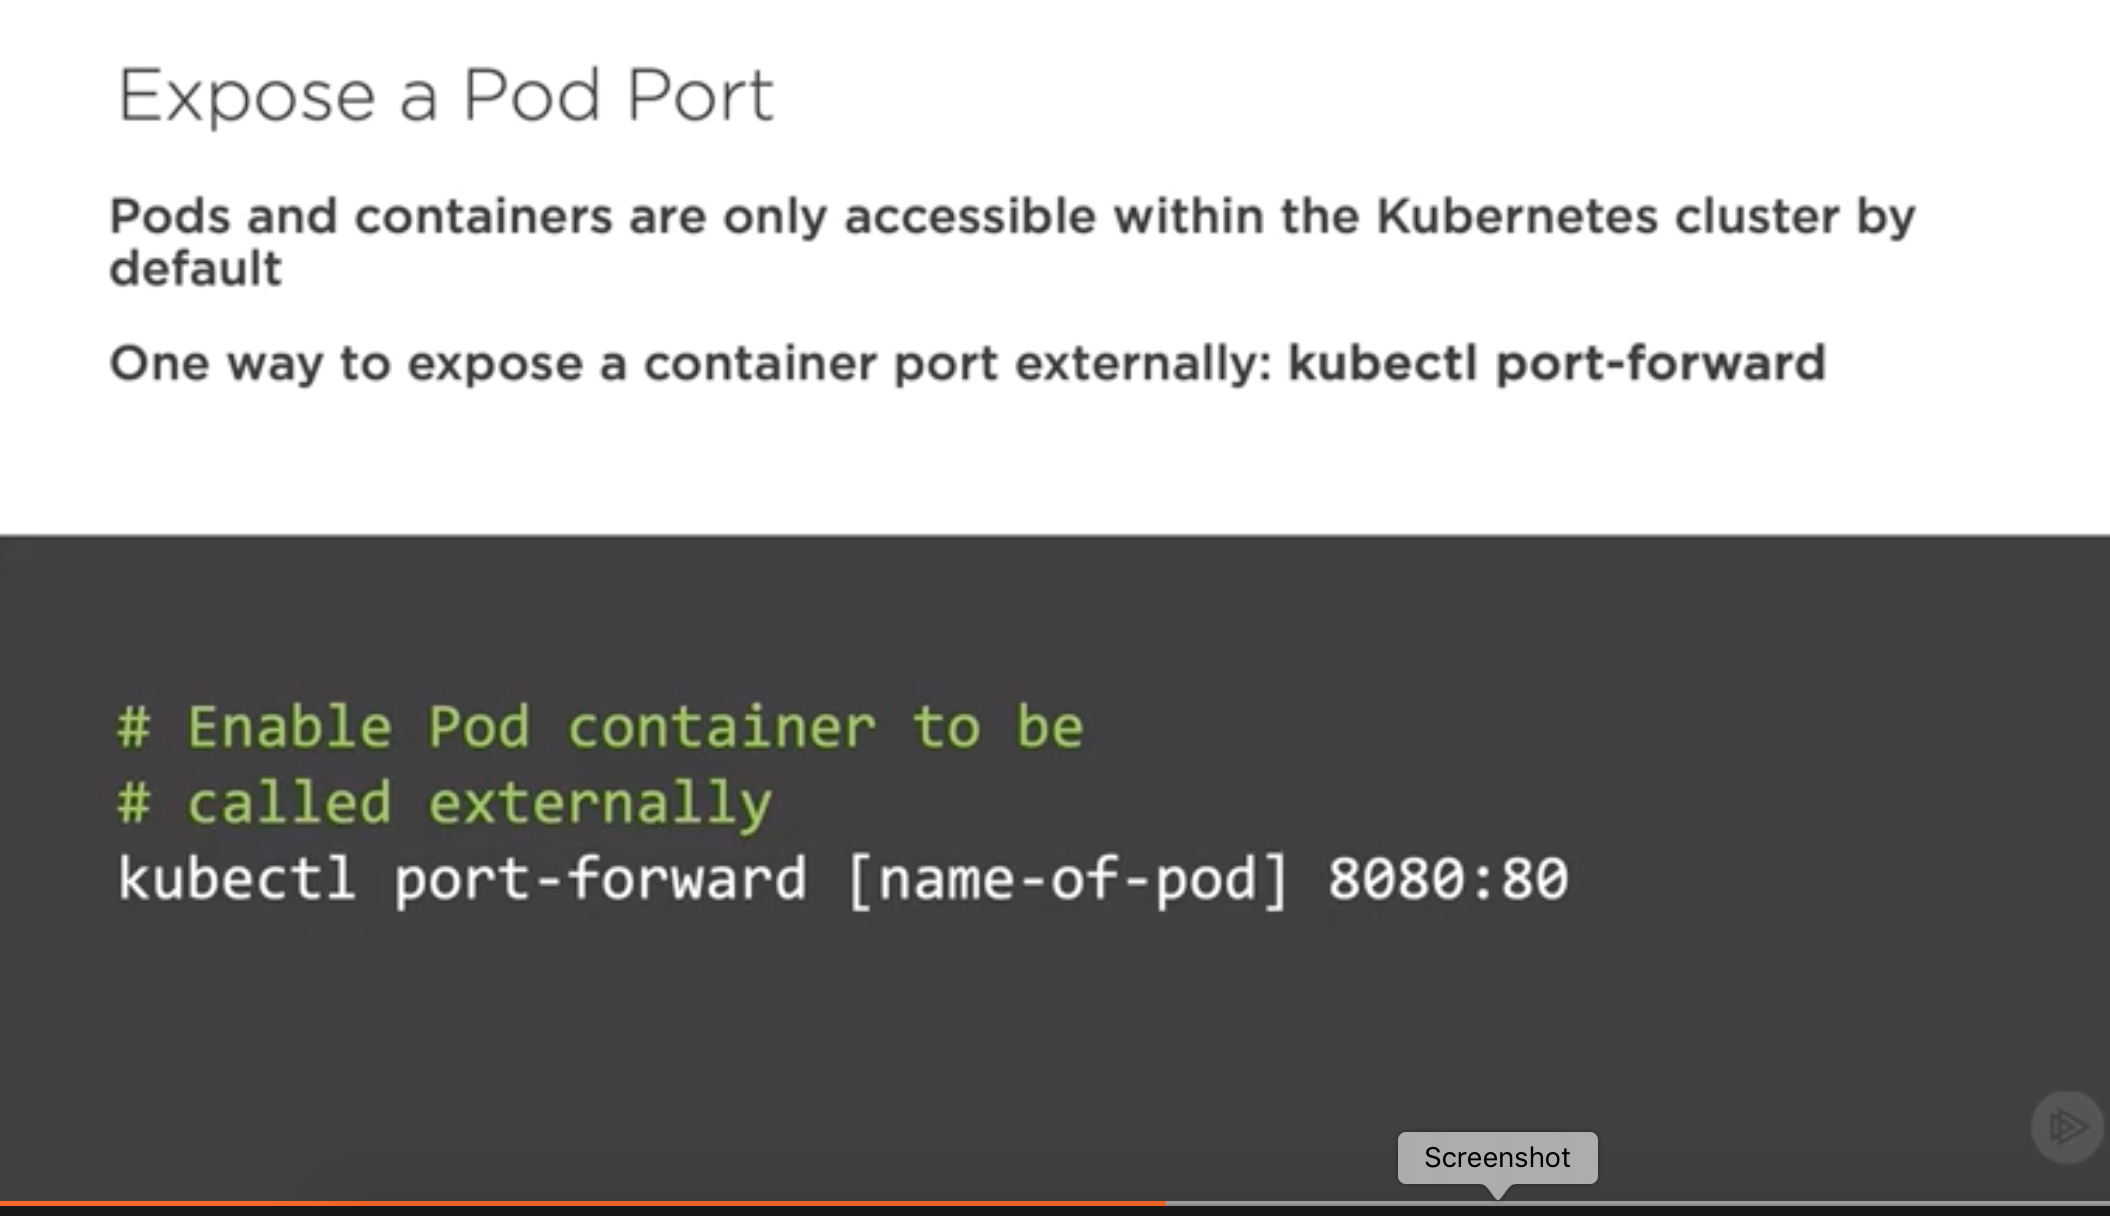 Expose a Pod Port
Pods and containers are only accessible within the Kubernetes cluster by
default
One way to expose a container port externally: kubectl port-forward
# Enable Pod container to be
# called externally
kubectl port-forward [name-of-pod] 8080:80
Screenshot